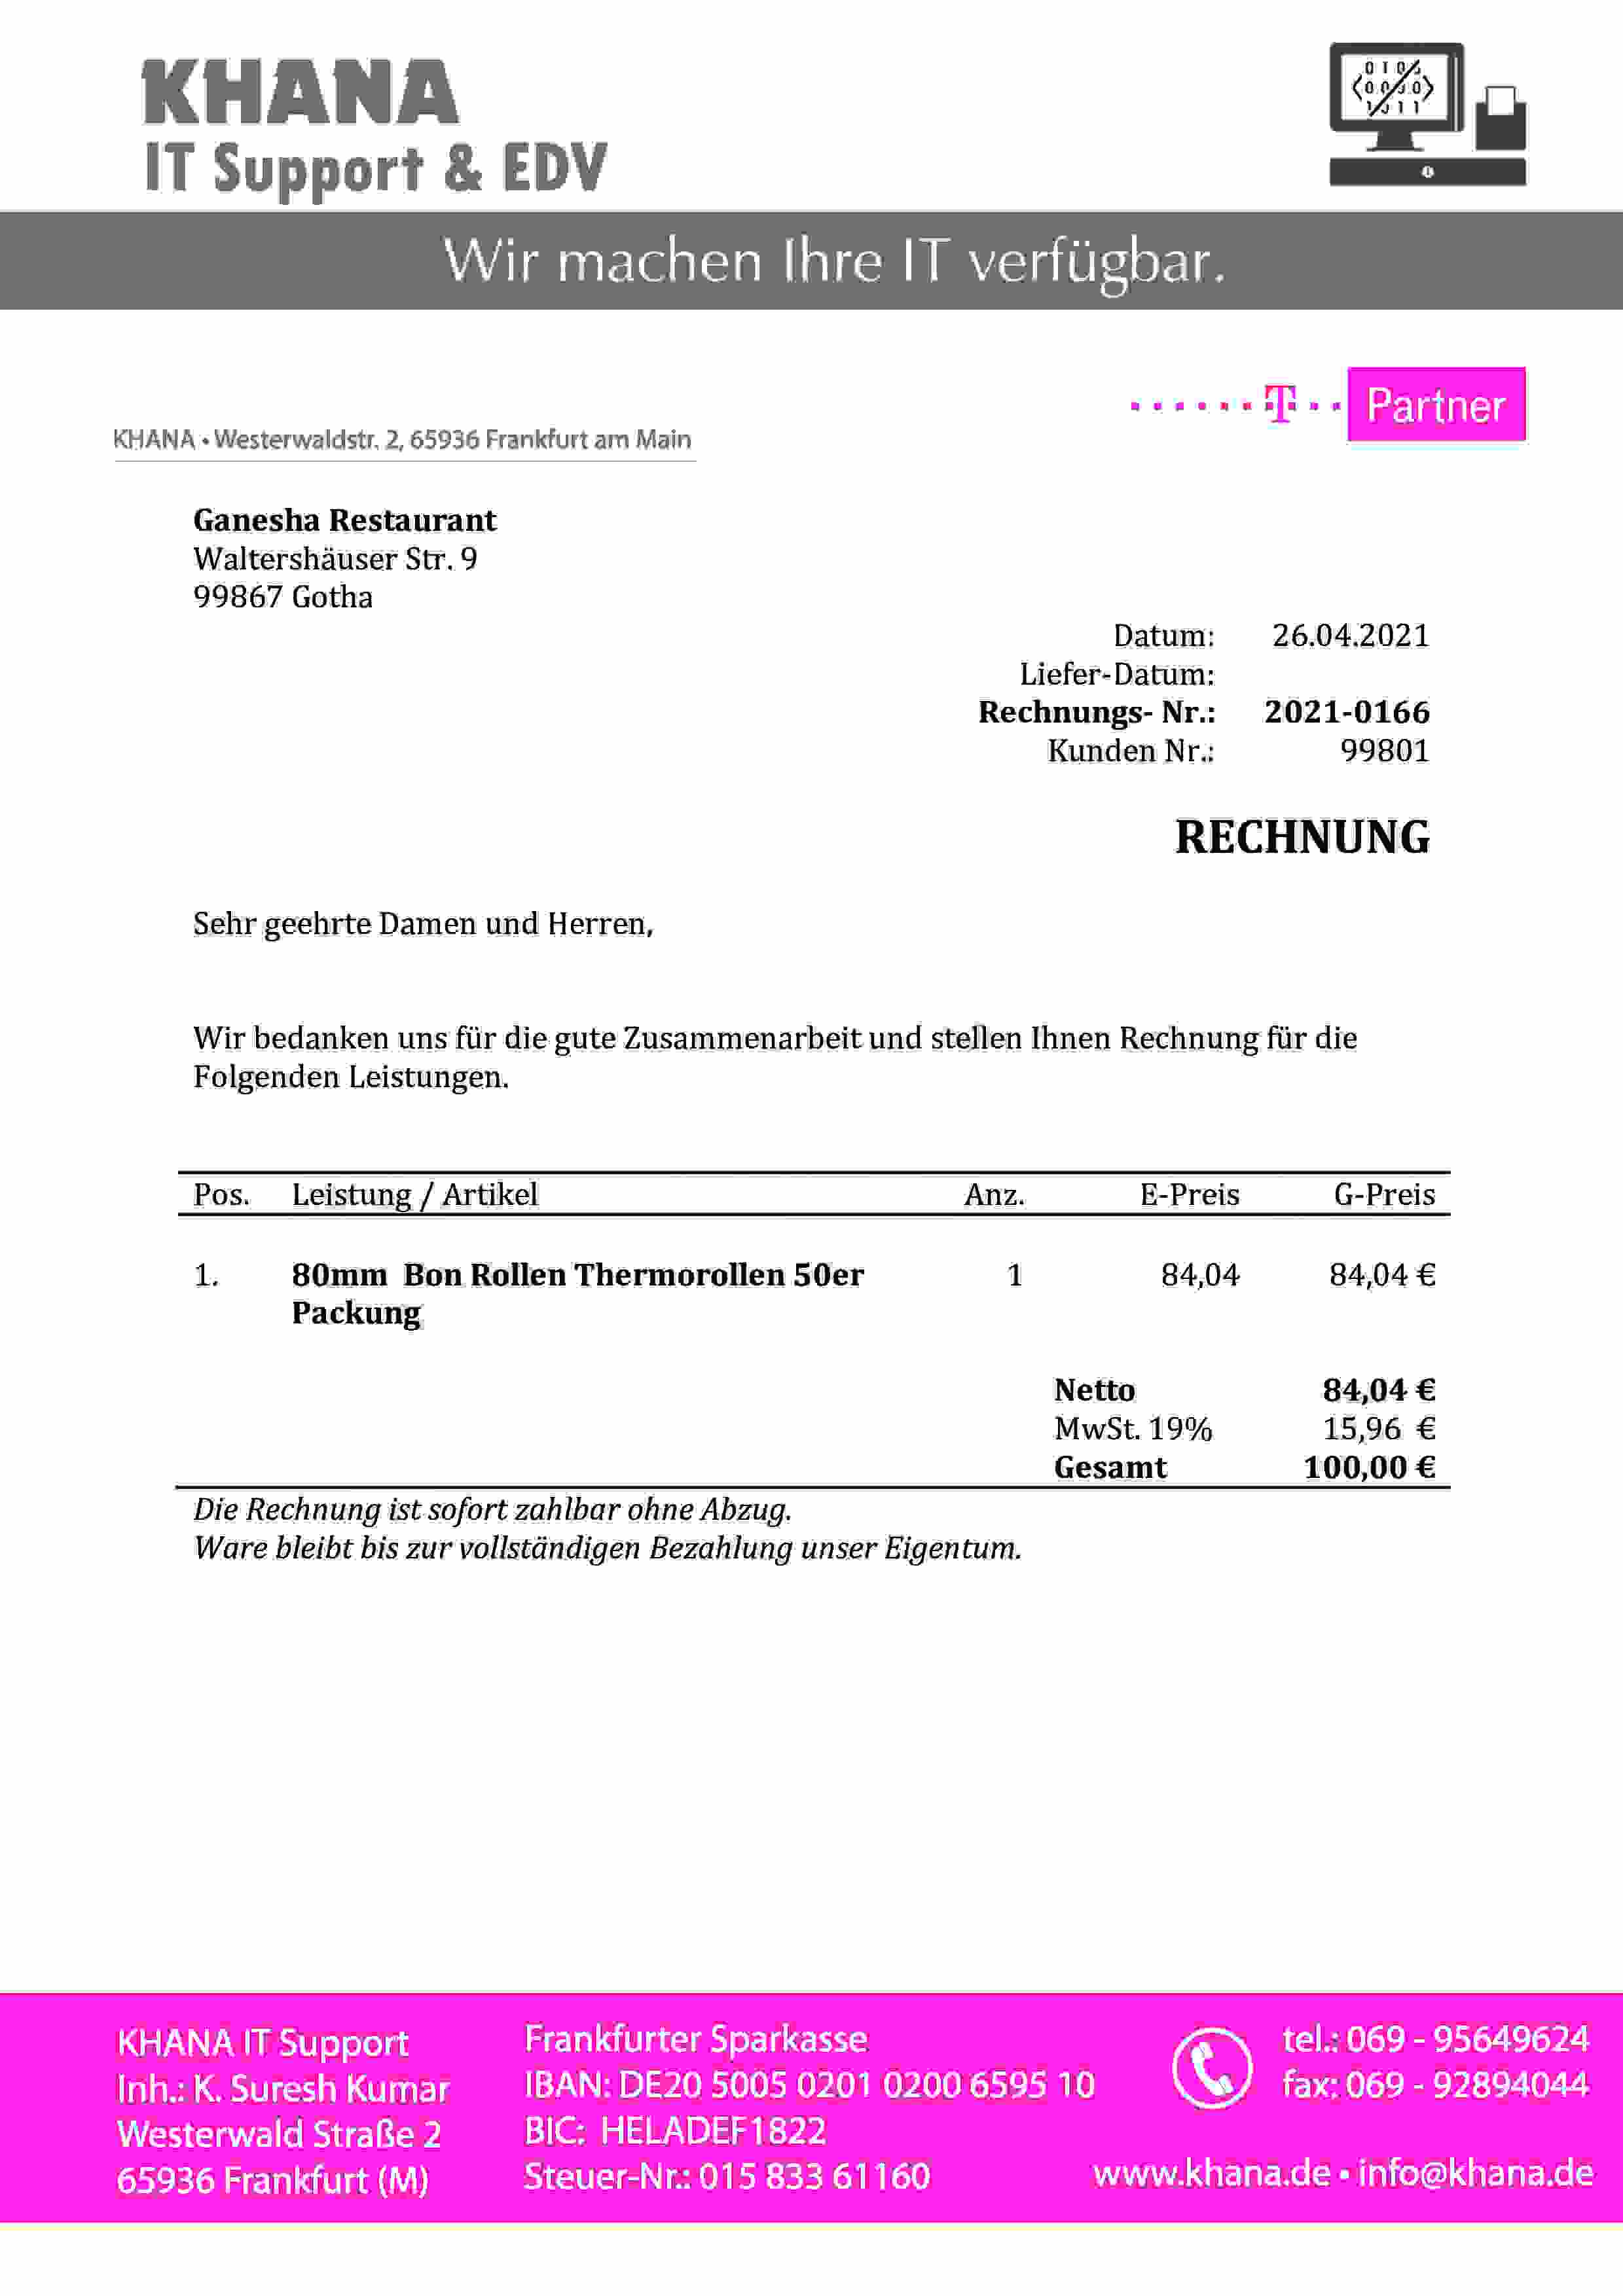 KHANA
IT Support & EDV
Wir machen Ihre IT verfügbar.
T Partner
KHANA • Westerwaldstr. 2, 65936 Frankfurt am Main
Ganesha Restaurant
Waltershäuser Str. 9
99867 Gotha
Datum: 26.04.2021
Liefer-Datum:
Rechnungs- Nr.: 2021-0166
Kunden Nr.: 99801
RECHNUNG
Sehr geehrte Damen und Herren,
Wir bedanken uns für die gute Zusammenarbeit und stellen Ihnen Rechnung für die
Folgenden Leistungen.
Pos. Leistung / Artikel Anz. E-Preis G-Preis
1. 80mm Bon Rollen Thermorollen 50er 1 84,04 84,04 €
Packung
Netto 84,04 €
MwSt. 19% 15,96 €
Gesamt 100,00 €
Die Rechnung ist sofort zahlbar ohne Abzug.
Ware bleibt bis zur vollständigen Bezahlung unser Eigentum.
KHANA IT Support
Inh.: K. Suresh Kumar
Westerwald Straße 2
65936 Frankfurt (M)
Frankfurter Sparkasse
IBAN: DE20 5005 0201 0200 6595 10
BIC: HELADEF1822
Steuer-Nr.: 015 833 61160
tel.: 069 - 95649624
fax: 069 - 92894044
www.khana.de • info@khana.de